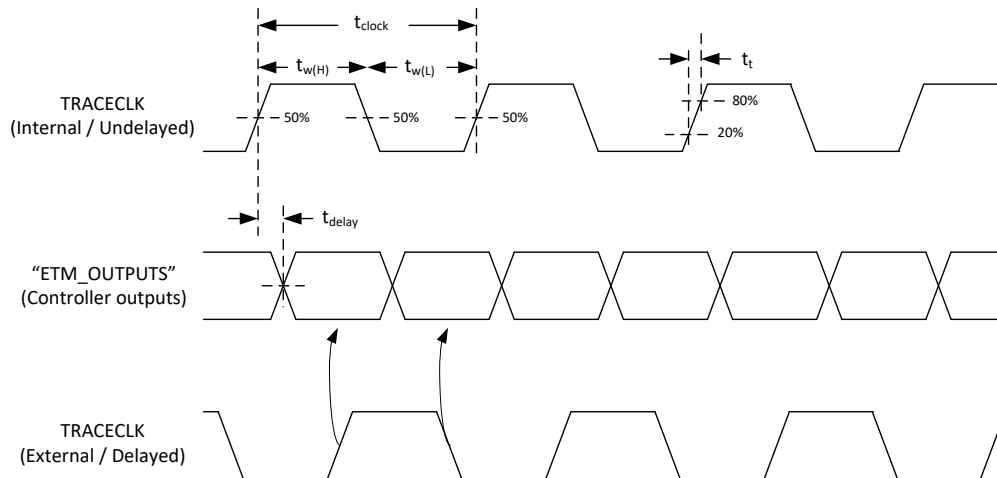 t_clock
t_w(H) t_w(L) t_t
TRACECLK
(Internal / Undelayed)
50% 50% 50% 80%
20%
t_delay
“ETM_OUTPUTS”
(Controller outputs)
TRACECLK
(External / Delayed)